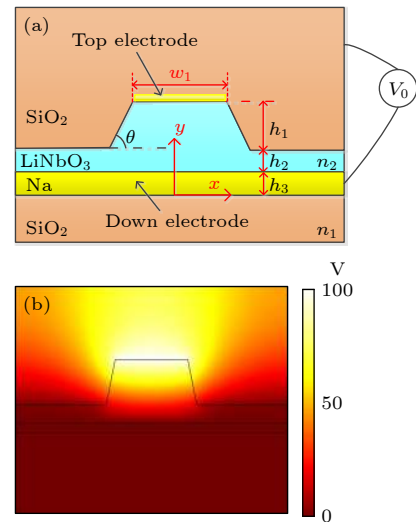 (a)
Top electrode
w₁
V₀
SiO₂
h₁
θ
y
LiNbO₃
h₂
n₂
Na
x
h₃
Down electrode
SiO₂
n₁
V
(b)
100
50
0